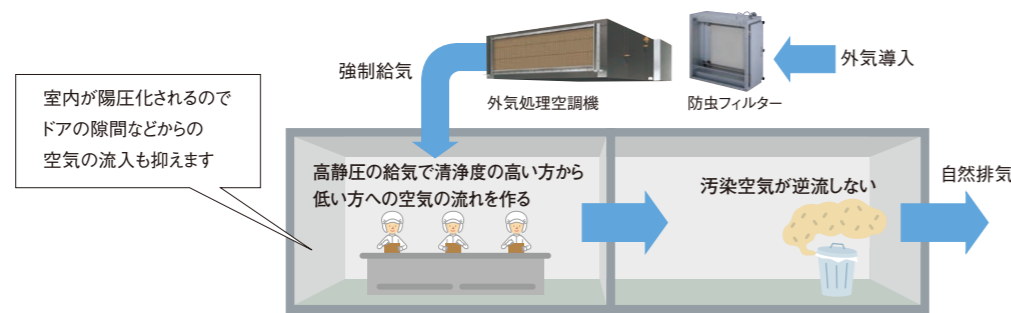 外気導入
防虫フィルター
外気処理空調機
強制給気
室内が陽圧化されるので
ドアの隙間などからの
空気の流入も抑えます
高静圧の給気で清浄度の高い方から
低い方への空気の流れを作る
汚染空気が逆流しない
自然排気